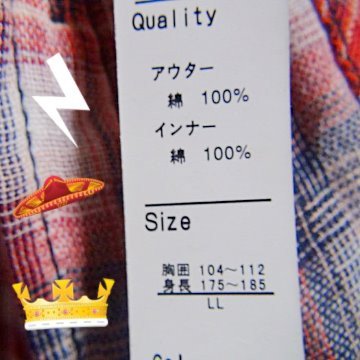 Quality
アウター
綿 100%
インナー
綿 100%
Size
胸囲 104～112
身長 175～185
LL